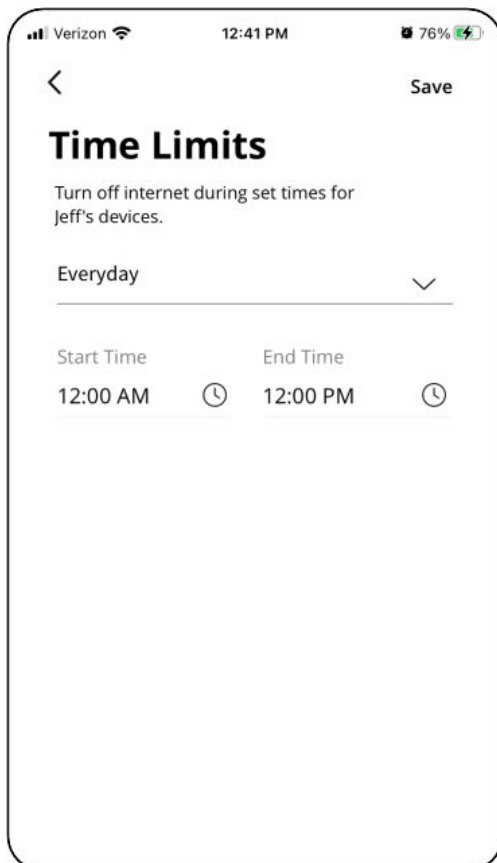 Verizon 12:41 PM 76%
Save
Time Limits
Turn off internet during set times for
Jeff's devices.
Everyday
Start Time End Time
12:00 AM 12:00 PM